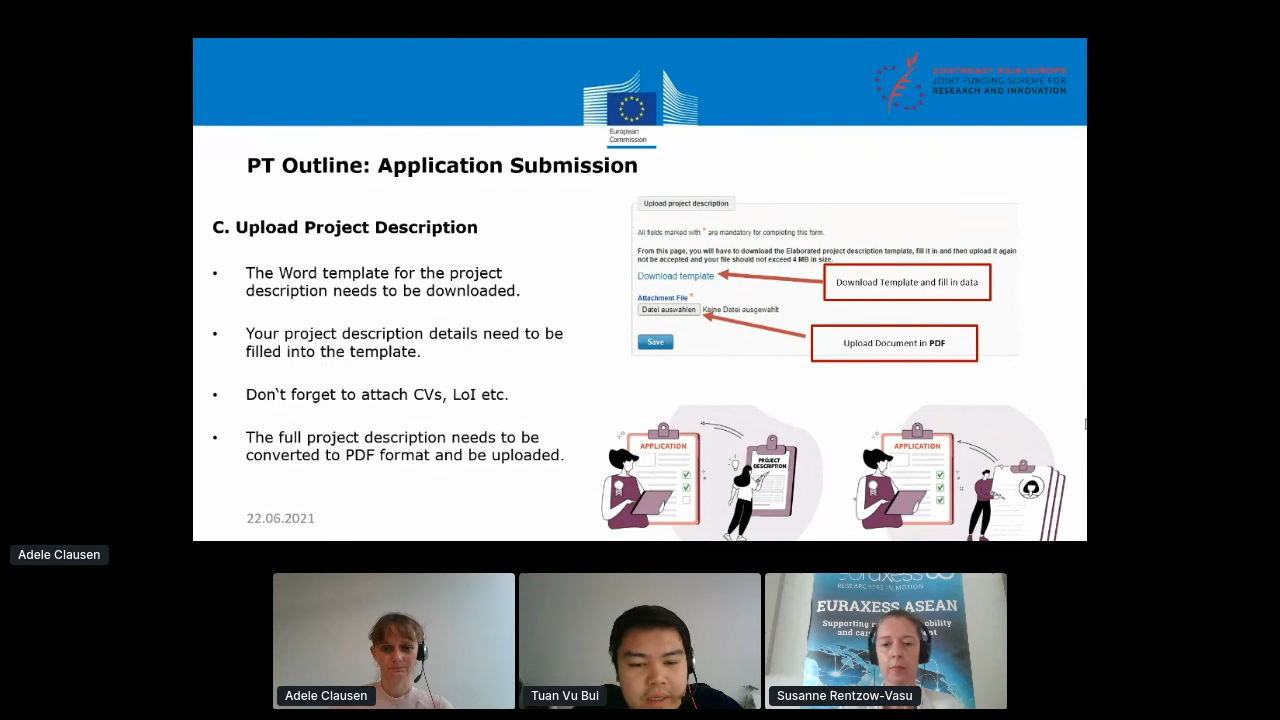 SOUTHEAST ASIA-EUROPE
JOINT FUNDING SCHEME FOR
RESEARCH AND INNOVATION
European
Commission
PT Outline: Application Submission
C. Upload Project Description
• The Word template for the project
description needs to be downloaded.
• Your project description details need to be
filled into the template.
• Don‘t forget to attach CVs, LoI etc.
• The full project description needs to be
converted to PDF format and be uploaded.
22.06.2021
Upload project description
All fields marked with * are mandatory for completing this form.
From this page, you will have to download the Elaborated project description template, fill it in and then upload it again
not be accepted and your file should not exceed 4 MB in size.
Download template
Download Template and fill in data
Attachment File *
Datei auswählen Keine Datei ausgewählt
Upload Document in PDF
Save
APPLICATION
PROJECT
DESCRIPTION
APPLICATION
Adele Clausen
euraxess
RESEARCHERS IN MOTION
EURAXESS ASEAN
Supporting
and
Adele Clausen
Tuan Vu Bui
Susanne Rentzow-Vasu